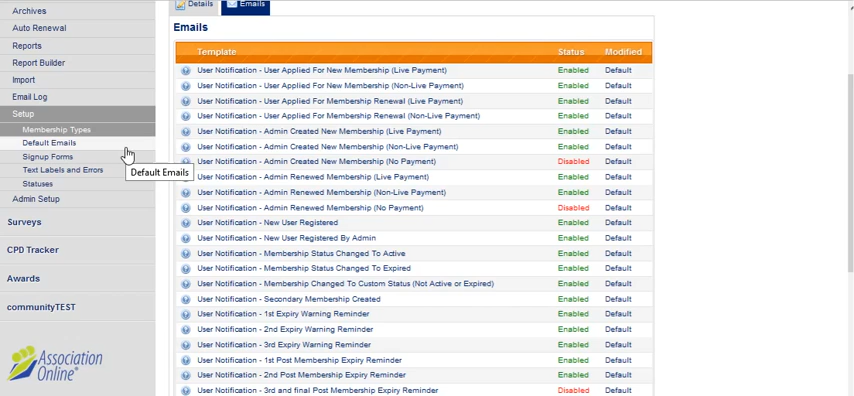 Archives
Auto Renewal
Reports
Report Builder
Import
Email Log
Setup
Membership Types
Default Emails
Signup Forms
Text Labels and Errors
Statuses
Admin Setup
Surveys
CPD Tracker
Awards
communityTEST
Association
Online®
Default Emails
Details Emails
Emails
Template Status Modified
User Notification - User Applied For New Membership (Live Payment) Enabled Default
User Notification - User Applied For New Membership (Non-Live Payment) Enabled Default
User Notification - User Applied For Membership Renewal (Live Payment) Enabled Default
User Notification - User Applied For Membership Renewal (Non-Live Payment) Enabled Default
User Notification - Admin Created New Membership (Live Payment) Enabled Default
User Notification - Admin Created New Membership (Non-Live Payment) Enabled Default
User Notification - Admin Created New Membership (No Payment) Disabled Default
User Notification - Admin Renewed Membership (Live Payment) Enabled Default
User Notification - Admin Renewed Membership (Non-Live Payment) Enabled Default
User Notification - Admin Renewed Membership (No Payment) Disabled Default
User Notification - New User Registered Enabled Default
User Notification - New User Registered By Admin Enabled Default
User Notification - Membership Status Changed To Active Enabled Default
User Notification - Membership Status Changed To Expired Enabled Default
User Notification - Membership Changed To Custom Status (Not Active or Expired) Enabled Default
User Notification - Secondary Membership Created Enabled Default
User Notification - 1st Expiry Warning Reminder Enabled Default
User Notification - 2nd Expiry Warning Reminder Enabled Default
User Notification - 3rd Expiry Warning Reminder Enabled Default
User Notification - 1st Post Membership Expiry Reminder Enabled Default
User Notification - 2nd Post Membership Expiry Reminder Enabled Default
User Notification - 3rd and final Post Membership Expiry Reminder Disabled Default